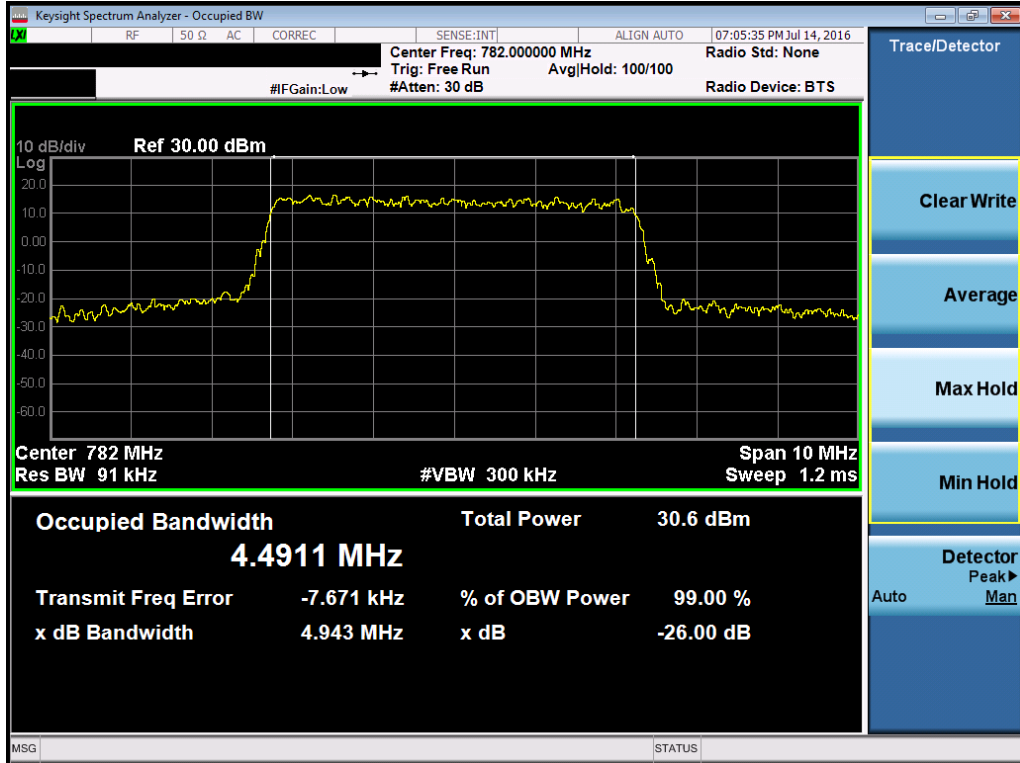 Keysight Spectrum Analyzer - Occupied BW
LXI RF 50 Ω AC CORREC SENSE:INT ALIGN AUTO 07:05:35 PM Jul 14, 2016
Center Freq: 782.000000 MHz Radio Std: None
Trig: Free Run Avg|Hold: 100/100
#IFGain:Low #Atten: 30 dB Radio Device: BTS
10 dB/div Ref 30.00 dBm
Log
20.0
10.0
0.00
-10.0
-20.0
-30.0
-40.0
-50.0
-60.0
Center 782 MHz Span 10 MHz
Res BW 91 kHz #VBW 300 kHz Sweep 1.2 ms
Occupied Bandwidth Total Power 30.6 dBm
4.4911 MHz
Transmit Freq Error -7.671 kHz % of OBW Power 99.00 %
x dB Bandwidth 4.943 MHz x dB -26.00 dB
MSG STATUS
Trace/Detector
Clear Write
Average
Max Hold
Min Hold
Detector
Peak▶
Auto Man